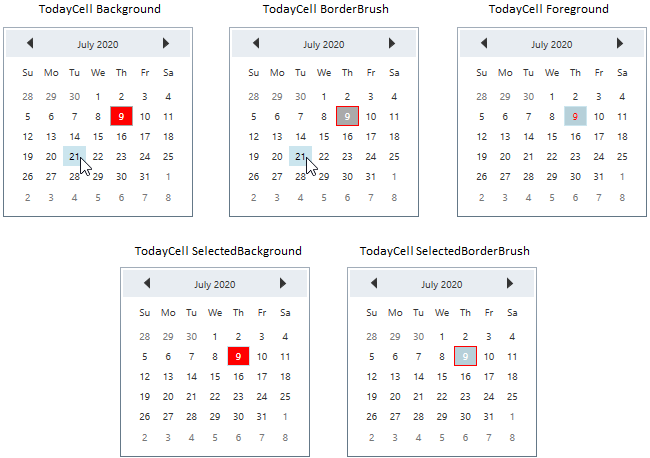 TodayCell Background
July 2020
Su Mo Tu We Th Fr Sa
28 29 30 1 2 3 4
5 6 7 8 9 10 11
12 13 14 15 16 17 18
19 20 21 22 23 24 25
26 27 28 29 30 31 1
2 3 4 5 6 7 8
TodayCell BorderBrush
July 2020
Su Mo Tu We Th Fr Sa
28 29 30 1 2 3 4
5 6 7 8 9 10 11
12 13 14 15 16 17 18
19 20 21 22 23 24 25
26 27 28 29 30 31 1
2 3 4 5 6 7 8
TodayCell Foreground
July 2020
Su Mo Tu We Th Fr Sa
28 29 30 1 2 3 4
5 6 7 8 9 10 11
12 13 14 15 16 17 18
19 20 21 22 23 24 25
26 27 28 29 30 31 1
2 3 4 5 6 7 8
TodayCell SelectedBackground
July 2020
Su Mo Tu We Th Fr Sa
28 29 30 1 2 3 4
5 6 7 8 9 10 11
12 13 14 15 16 17 18
19 20 21 22 23 24 25
26 27 28 29 30 31 1
2 3 4 5 6 7 8
TodayCell SelectedBorderBrush
July 2020
Su Mo Tu We Th Fr Sa
28 29 30 1 2 3 4
5 6 7 8 9 10 11
12 13 14 15 16 17 18
19 20 21 22 23 24 25
26 27 28 29 30 31 1
2 3 4 5 6 7 8